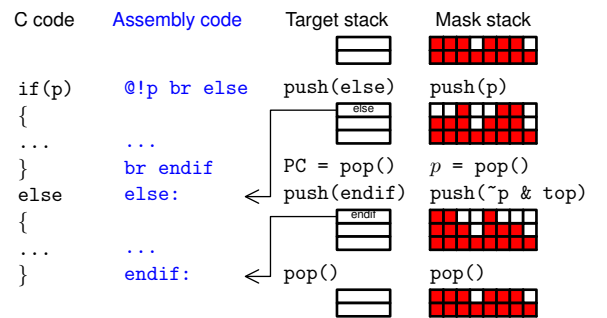 C code Assembly code Target stack Mask stack
if(p) @!p br else push(else) push(p)
{ else
... ...
} br endif PC = pop() p = pop()
else else: push(endif) push(~p & top)
{ endif
... ...
} endif: pop() pop()